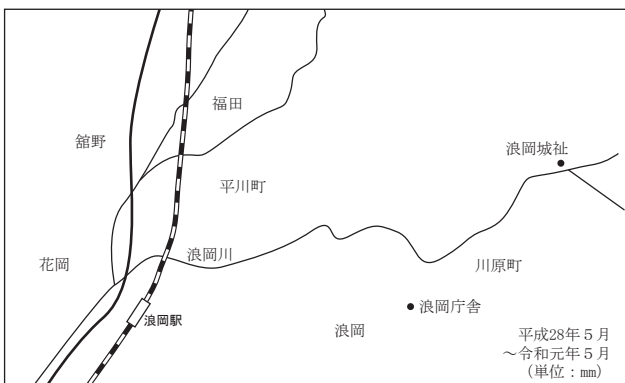 福田
舘野
浪岡城祉
平川町
浪岡川
花岡
川原町
浪岡庁舎
浪岡駅
浪岡
平成28年5月
～令和元年5月
(単位：mm)